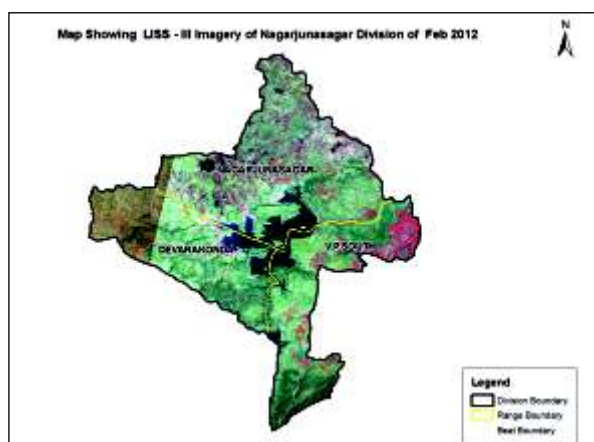 Map Showing LISS - III Imagery of Nagarjunasagar Division of Feb 2012
N
NAGARJUNASAGAR
DEVARAKONDA
V.P.SOUTH
Legend
Division Boundary
Range Boundary
Beat Boundary